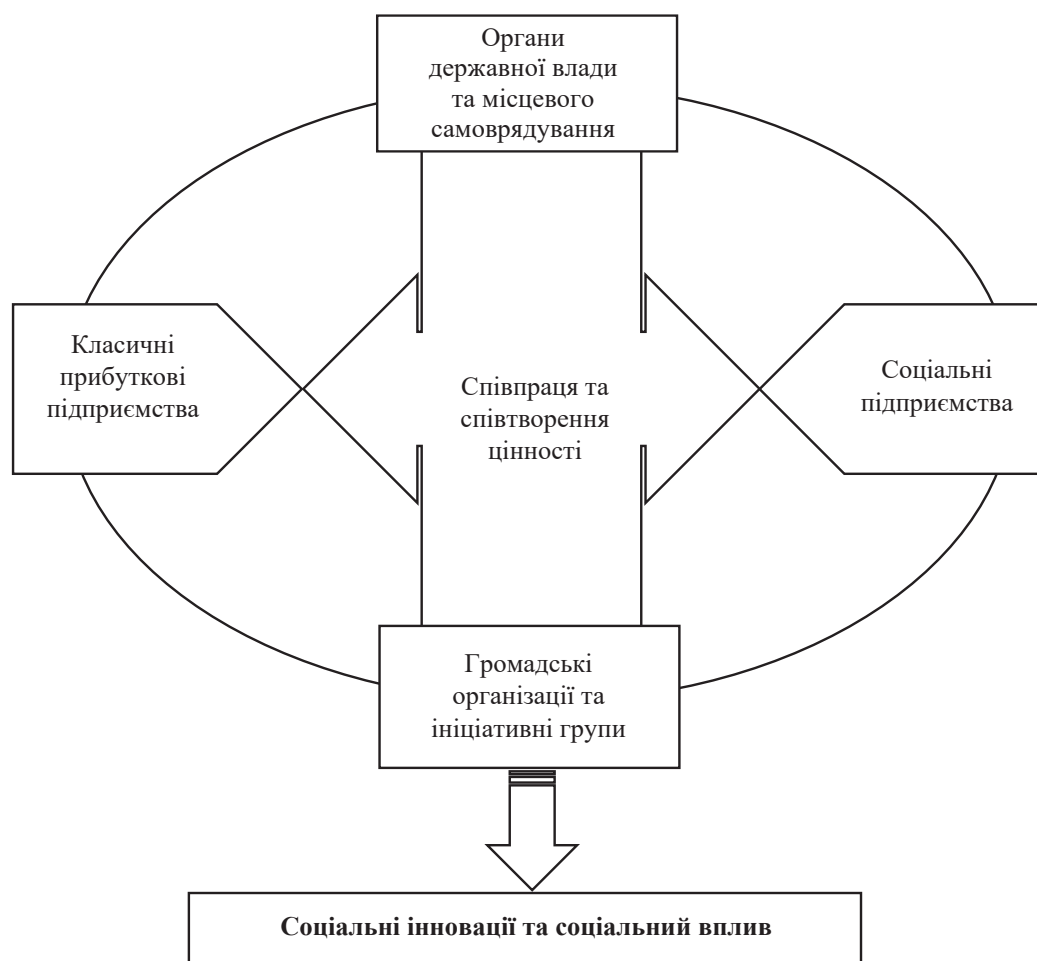 Органи
державної влади
та місцевого
самоврядування
Класичні
прибуткові
підприємства
Співпраця та
співтворення
цінності
Соціальні
підприємства
Громадські
організації та
ініціативні групи
Соціальні інновації та соціальний вплив